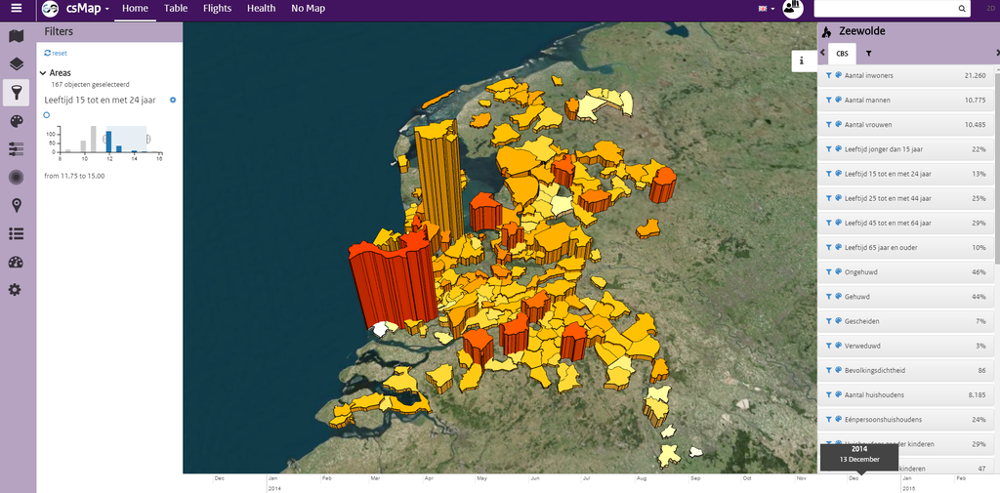 csMap
Home
Table
Flights
Health
No Map
2D
Filters
reset
Areas
167 objecten geselecteerd
Leeftijd 15 tot en met 24 jaar
100
50
0
8
10
12
14
16
from 11.75 to 15.00
i
Zeewolde
CBS
Aantal inwoners 21.260
Aantal mannen 10.775
Aantal vrouwen 10.485
Leeftijd jonger dan 15 jaar 22%
Leeftijd 15 tot en met 24 jaar 13%
Leeftijd 25 tot en met 44 jaar 25%
Leeftijd 45 tot en met 64 jaar 29%
Leeftijd 65 jaar en ouder 10%
Ongehuwd 46%
Gehuwd 44%
Gescheiden 7%
Verweduwd 3%
Bevolkingsdichtheid 86
Aantal huishoudens 8.185
Eénpersoonshuishoudens 24%
kinderen 29%
kinderen 47
2014
13 December
Dec
Jan
2014
Feb
Mar
Apr
May
Jun
Jul
Aug
Sep
Oct
Nov
Dec
Jan
2015
Feb